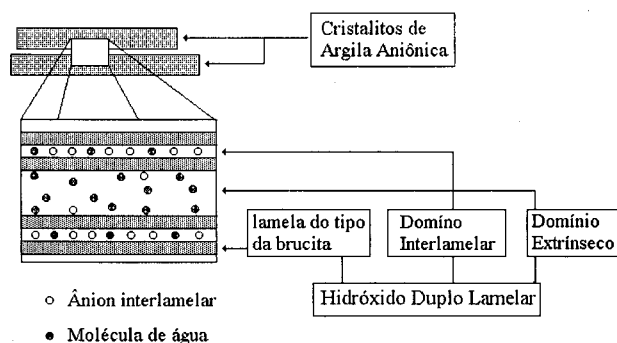 Cristalitos de
Argila Aniônica
lamela do tipo
da brucita
Domíno
Interlamelar
Domínio
Extrínseco
Hidróxido Duplo Lamelar
Ânion interlamelar
Molécula de água